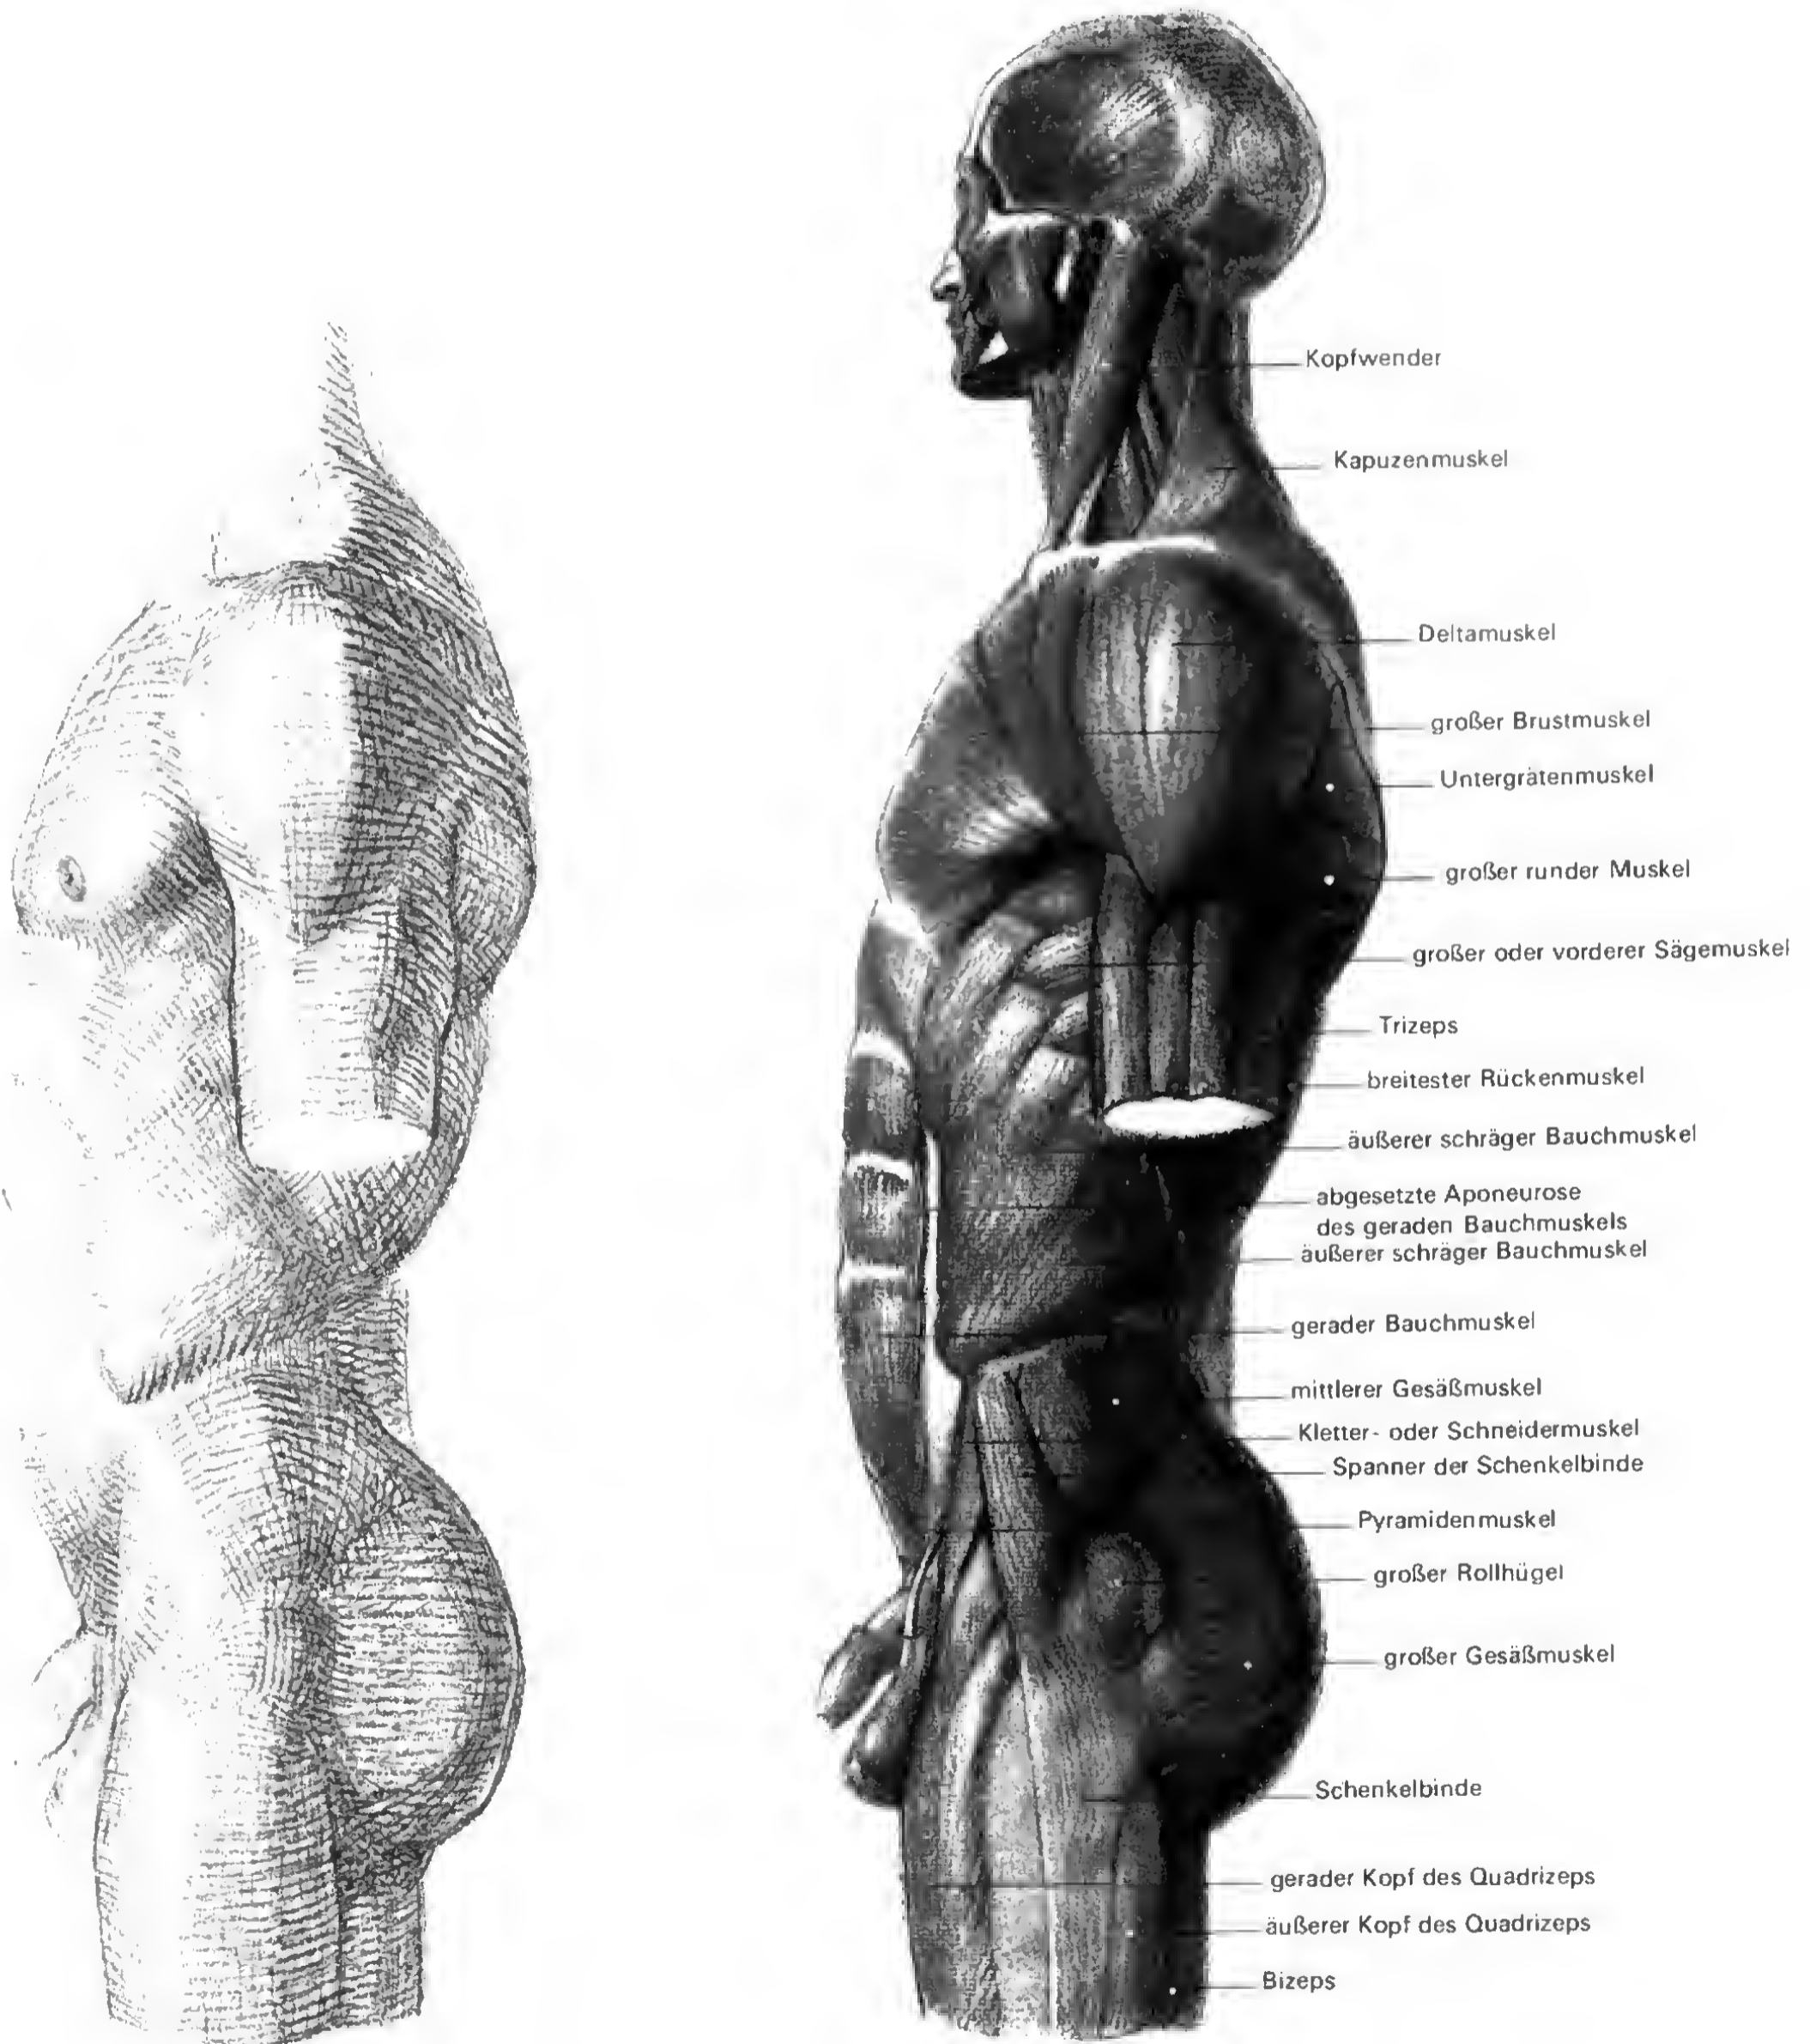 Kopfwender
Kapuzenmuskel
Deltamuskel
großer Brustmuskel
Untergrätenmuskel
großer runder Muskel
großer oder vorderer Sägemuskel
Trizeps
breitester Rückenmuskel
äußerer schräger Bauchmuskel
abgesetzte Aponeurose
des geraden Bauchmuskels
äußerer schräger Bauchmuskel
gerader Bauchmuskel
mittlerer Gesäßmuskel
Kletter- oder Schneidermuskel
Spanner der Schenkelbinde
Pyramidenmuskel
großer Rollhügel
großer Gesäßmuskel
Schenkelbinde
gerader Kopf des Quadrizeps
äußerer Kopf des Quadrizeps
Bizeps